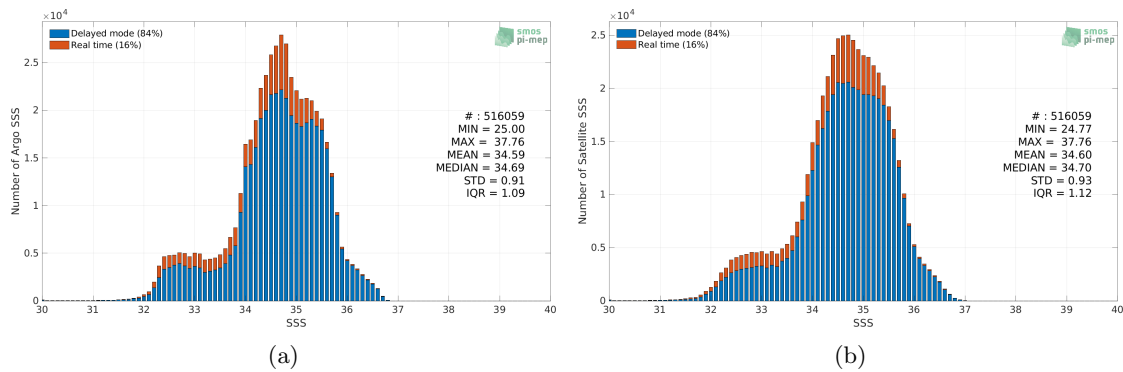 ×10⁴
Delayed mode (84%)
Real time (16%)
smos
pi-mep
# : 516059
MIN = 25.00
MAX = 37.76
MEAN = 34.59
MEDIAN = 34.69
STD = 0.91
IQR = 1.09
Number of Argo SSS
2.5
2
1.5
1
0.5
0
30 31 32 33 34 35 36 37 38 39 40
SSS
(a)
×10⁴
Delayed mode (84%)
Real time (16%)
smos
pi-mep
# : 516059
MIN = 24.77
MAX = 37.76
MEAN = 34.60
MEDIAN = 34.70
STD = 0.93
IQR = 1.12
Number of Satellite SSS
2.5
2
1.5
1
0.5
0
30 31 32 33 34 35 36 37 38 39 40
SSS
(b)